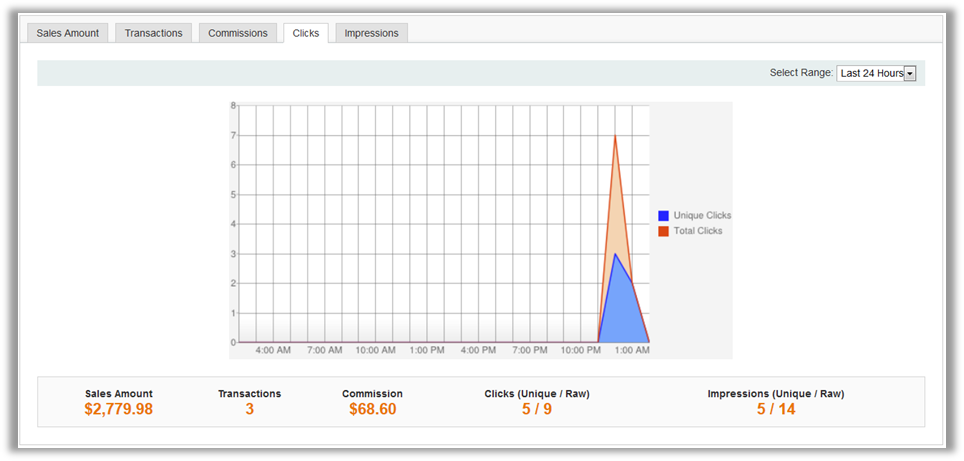 Sales Amount Transactions Commissions Clicks Impressions
Select Range: Last 24 Hours
8
7
6
5
4
3
2
1
0
Unique Clicks
Total Clicks
4:00 AM 7:00 AM 10:00 AM 1:00 PM 4:00 PM 7:00 PM 10:00 PM 1:00 AM
Sales Amount Transactions Commission Clicks (Unique / Raw) Impressions (Unique / Raw)
$2,779.98 3 $68.60 5 / 9 5 / 14